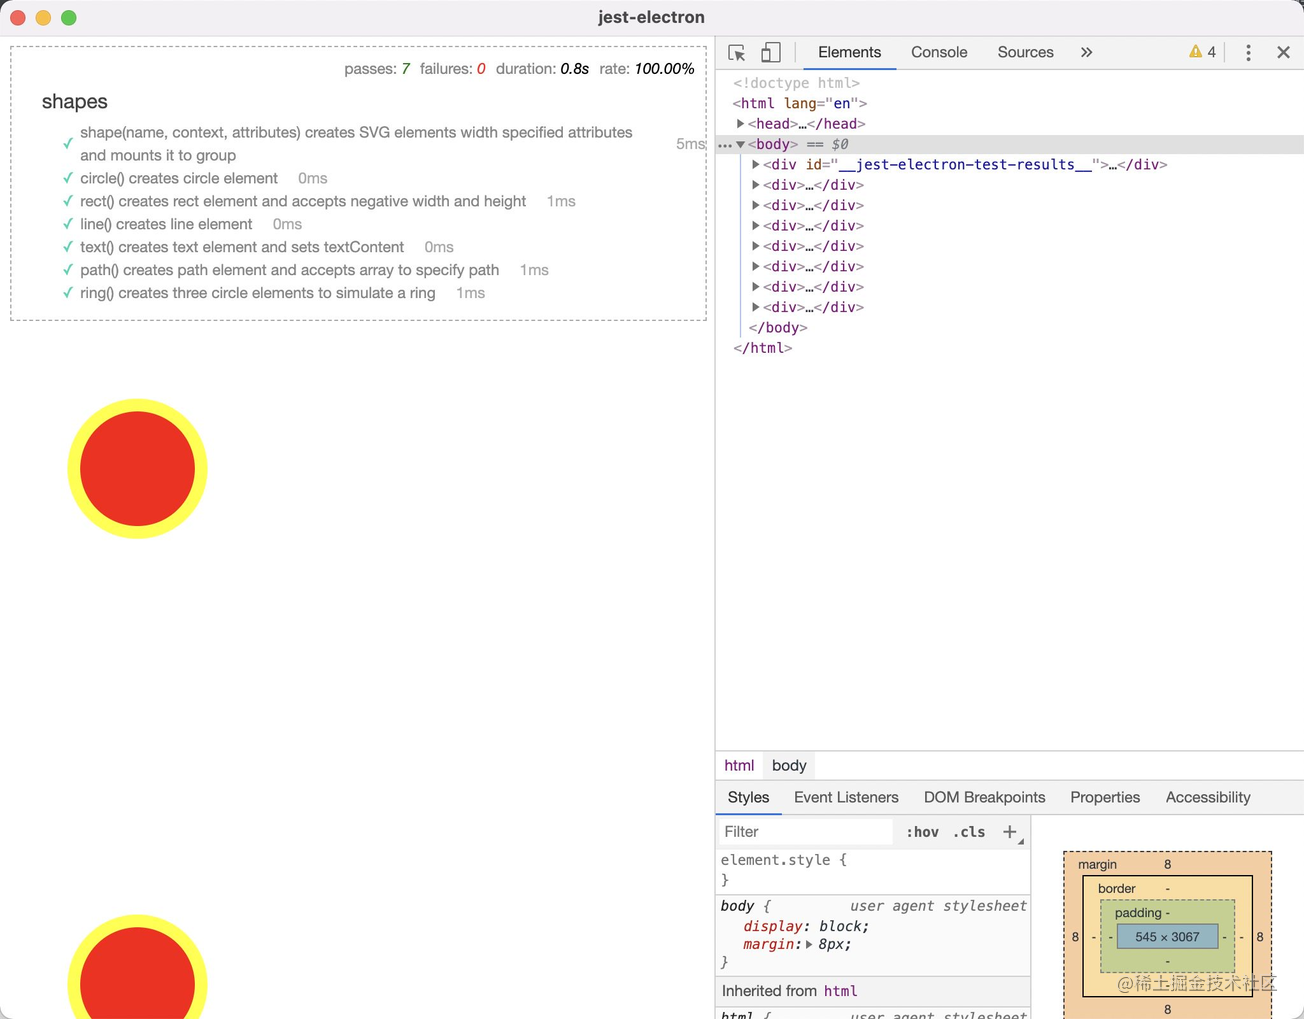 jest-electron
passes: 7 failures: 0 duration: 0.8s rate: 100.00%
shapes
✓ shape(name, context, attributes) creates SVG elements width specified attributes
and mounts it to group 5ms
✓ circle() creates circle element 0ms
✓ rect() creates rect element and accepts negative width and height 1ms
✓ line() creates line element 0ms
✓ text() creates text element and sets textContent 0ms
✓ path() creates path element and accepts array to specify path 1ms
✓ ring() creates three circle elements to simulate a ring 1ms
Elements Console Sources » 4
<!doctype html>
<html lang="en">
<head>…</head>
<body> == $0
<div id="__jest-electron-test-results__">…</div>
<div>…</div>
<div>…</div>
<div>…</div>
<div>…</div>
<div>…</div>
<div>…</div>
<div>…</div>
</body>
</html>
html body
Styles Event Listeners DOM Breakpoints Properties Accessibility
Filter :hov .cls +
element.style {
}
body { user agent stylesheet
display: block;
margin: 8px;
}
Inherited from html
html { user agent stylesheet
margin 8
border -
padding -
8 - - 545 × 3067 - - 8
-
-
8
@稀土掘金技术社区